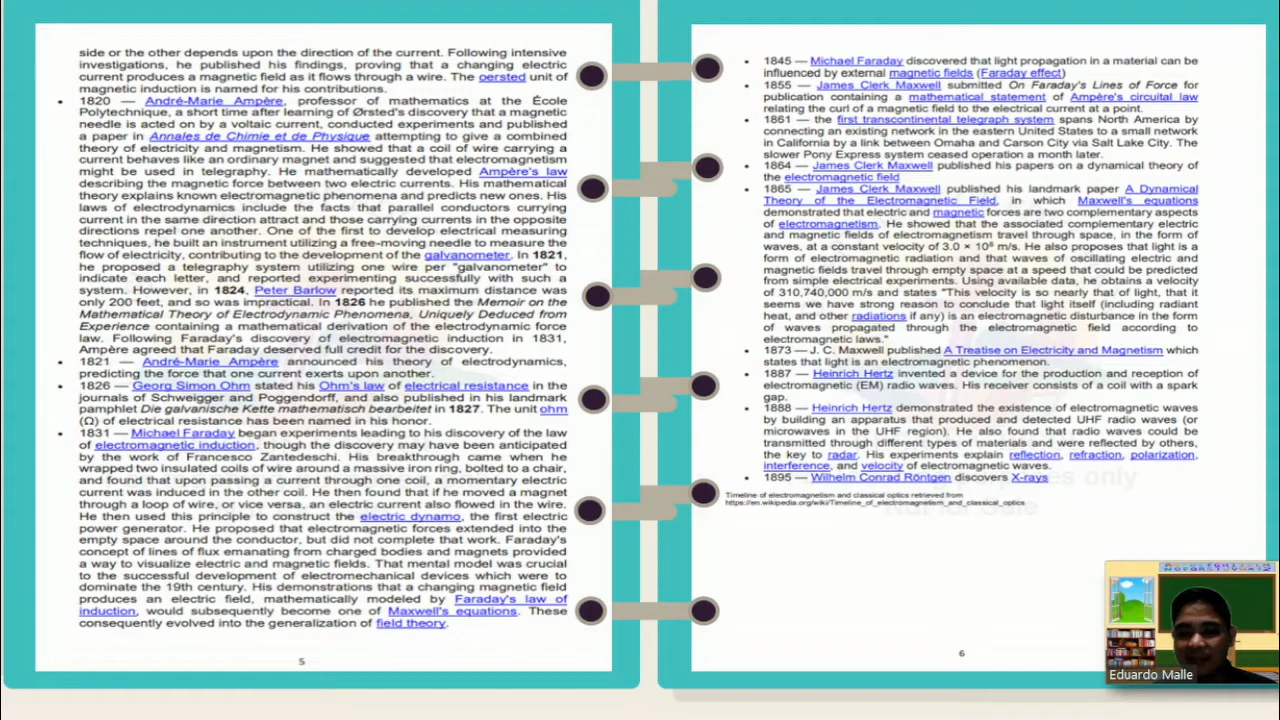 side or the other depends upon the direction of the current. Following intensive
investigations, he published his findings, proving that a changing electric
current produces a magnetic field as it flows through a wire. The oersted unit of
magnetic induction is named for his contributions.
• 1820 — André-Marie Ampère, professor of mathematics at the École
Polytechnique, a short time after learning of Ørsted's discovery that a magnetic
needle is acted on by a voltaic current, conducted experiments and published
a paper in Annales de Chimie et de Physique attempting to give a combined
theory of electricity and magnetism. He showed that a coil of wire carrying a
current behaves like an ordinary magnet and suggested that electromagnetism
might be used in telegraphy. He mathematically developed Ampère's law
describing the magnetic force between two electric currents. His mathematical
theory explains known electromagnetic phenomena and predicts new ones. His
laws of electrodynamics include the facts that parallel conductors currying
current in the same direction attract and those carrying currents in the opposite
directions repel one another. One of the first to develop electrical measuring
techniques, he built an instrument utilizing a free-moving needle to measure the
flow of electricity, contributing to the development of the galvanometer. In 1821,
he proposed a telegraphy system utilizing one wire per "galvanometer" to
indicate each letter, and reported experimenting successfully with such a
system. However, in 1824, Peter Barlow reported its maximum distance was
only 200 feet, and so was impractical. In 1826 he published the Memoir on the
Mathematical Theory of Electrodynamic Phenomena, Uniquely Deduced from
Experience containing a mathematical derivation of the electrodynamic force
law. Following Faraday's discovery of electromagnetic induction in 1831,
Ampère agreed that Faraday deserved full credit for the discovery.
• 1821 — André-Marie Ampère announced his theory of electrodynamics,
predicting the force that one current exerts upon another.
• 1826 — Georg Simon Ohm stated his Ohm's law of electrical resistance in the
journals of Schweigger and Poggendorff, and also published in his landmark
pamphlet Die galvanische Kette mathematisch bearbeitet in 1827. The unit ohm
(Ω) of electrical resistance has been named in his honor.
• 1831 — Michael Faraday began experiments leading to his discovery of the law
of electromagnetic induction, though the discovery may have been anticipated
by the work of Francesco Zantedeschi. His breakthrough came when he
wrapped two insulated coils of wire around a massive iron ring, bolted to a chair,
and found that upon passing a current through one coil, a momentary electric
current was induced in the other coil. He then found that if he moved a magnet
through a loop of wire, or vice versa, an electric current also flowed in the wire.
He then used this principle to construct the electric dynamo, the first electric
power generator. He proposed that electromagnetic forces extended into the
empty space around the conductor, but did not complete that work. Faraday's
concept of lines of flux emanating from charged bodies and magnets provided
a way to visualize electric and magnetic fields. That mental model was crucial
to the successful development of electromechanical devices which were to
dominate the 19th century. His demonstrations that a changing magnetic field
produces an electric field, mathematically modeled by Faraday's law of
induction, would subsequently become one of Maxwell's equations. These
consequently evolved into the generalization of field theory.
5
• 1845 — Michael Faraday discovered that light propagation in a material can be
influenced by external magnetic fields (Faraday effect)
• 1855 — James Clerk Maxwell submitted On Faraday's Lines of Force for
publication containing a mathematical statement of Ampère's circuital law
relating the curl of a magnetic field to the electrical current at a point.
• 1861 — the first transcontinental telegraph system spans North America by
connecting an existing network in the eastern United States to a small network
in California by a link between Omaha and Carson City via Salt Lake City. The
slower Pony Express system ceased operation a month later.
• 1864 — James Clerk Maxwell published his papers on a dynamical theory of
the electromagnetic field
• 1865 — James Clerk Maxwell published his landmark paper A Dynamical
Theory of the Electromagnetic Field, in which Maxwell's equations
demonstrated that electric and magnetic forces are two complementary aspects
of electromagnetism. He showed that the associated complementary electric
and magnetic fields of electromagnetism travel through space, in the form of
waves, at a constant velocity of 3.0 × 10⁸ m/s. He also proposes that light is a
form of electromagnetic radiation and that waves of oscillating electric and
magnetic fields travel through empty space at a speed that could be predicted
from simple electrical experiments. Using available data, he obtains a velocity
of 310,740,000 m/s and states "This velocity is so nearly that of light, that it
seems we have strong reason to conclude that light itself (including radiant
heat, and other radiations if any) is an electromagnetic disturbance in the form
of waves propagated through the electromagnetic field according to
electromagnetic laws."
• 1873 — J. C. Maxwell published A Treatise on Electricity and Magnetism which
states that light is an electromagnetic phenomenon.
• 1887 — Heinrich Hertz invented a device for the production and reception of
electromagnetic (EM) radio waves. His receiver consists of a coil with a spark
gap.
• 1888 — Heinrich Hertz demonstrated the existence of electromagnetic waves
by building an apparatus that produced and detected UHF radio waves (or
microwaves in the UHF region). He also found that radio waves could be
transmitted through different types of materials and were reflected by others,
the key to radar. His experiments explain reflection, refraction, polarization,
interference, and velocity of electromagnetic waves.
• 1895 — Wilhelm Conrad Röntgen discovers X-rays
Timeline of electromagnetism and classical optics retrieved from
https://en.wikipedia.org/wiki/Timeline_of_electromagnetism_and_classical_optics
6
Eduardo Malle